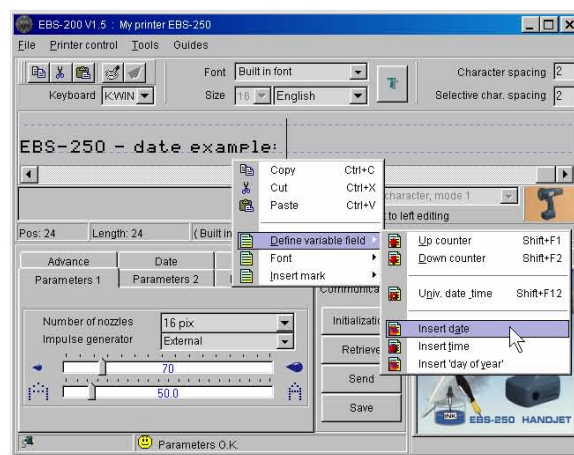 EBS-200 V1.5 : My printer EBS-250
File Printer control Tools Guides
Font Built in font
Character spacing 2
Keyboard K:WIN
Size 16 English
Selective char. spacing 2
EBS-250 - date example:
Copy Ctrl+C
Cut Ctrl+X
Paste Ctrl+V
Define variable field
Font
Insert mark
character, mode 1
to left editing
Pos: 24 Length: 24 (Built in
Up counter Shift+F1
Down counter Shift+F2
Univ. date_time Shift+F12
Insert date
Insert time
Insert 'day of year'
Advance Date
Parameters 1 Parameters 2
Communica
Number of nozzles 16 pix
Impulse generator External
70
50.0
Initializati
Retrieve
Send
Save
INK
EBS-250 HANDJET
Parameters O.K.